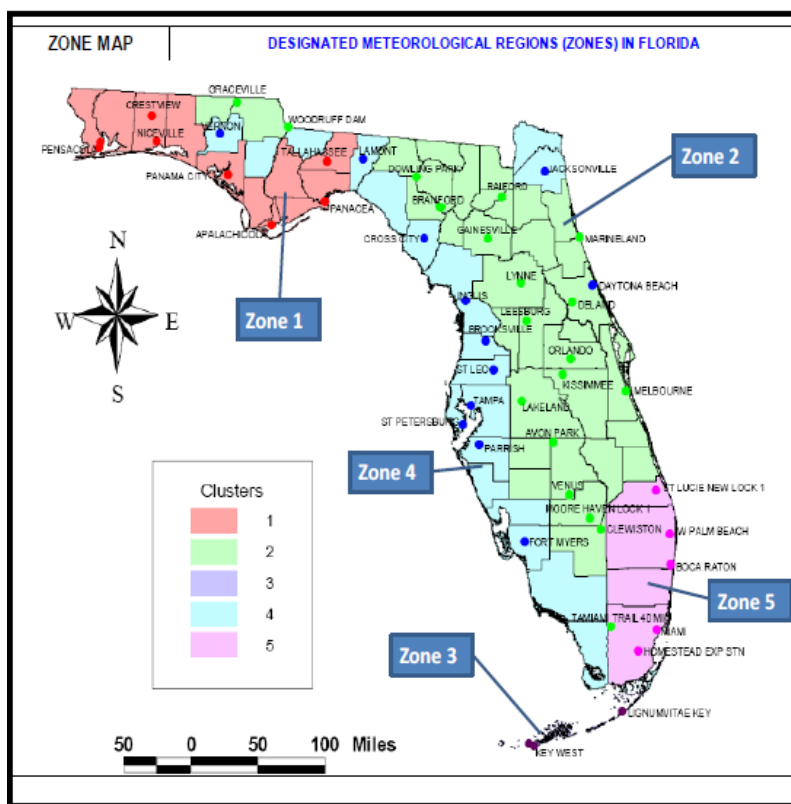 ZONE MAP
DESIGNATED METEOROLOGICAL REGIONS (ZONES) IN FLORIDA
GRACEVILLE
CRESTVIEW
WOODRUFF DAM
VERNON
NICEVILLE
PENSACOLA
TALLAHASSEE
LAMONT
Zone 2
JACKSONVILLE
DOWLING PARK
PANAMA CITY
RAIFORD
BRANFORD
PANACEA
APALACHICOLA
CROSS CITY
GAINESVILLE
MARINELAND
N
W
E
S
LYNNE
DAYTONA BEACH
INGLIS
DELAND
Zone 1
LEESBURG
BROOKSVILLE
ORLANDO
ST LEO
KISSIMMEE
MELBOURNE
TAMPA
LAKELAND
ST PETERSBURG
AVON PARK
PARRISH
Zone 4
VENUS
ST LUCIE NEW LOCK 1
MOORE HAVEN LOCK 1
CLEWISTON
W PALM BEACH
FORT MYERS
BOCA RATON
Zone 5
TAMIAMI TRAIL 40 MI
MIAMI
HOMESTEAD EXP STN
Zone 3
LIGNUMVITAE KEY
KEY WEST
Clusters
1
2
3
4
5
50 0 50 100 Miles